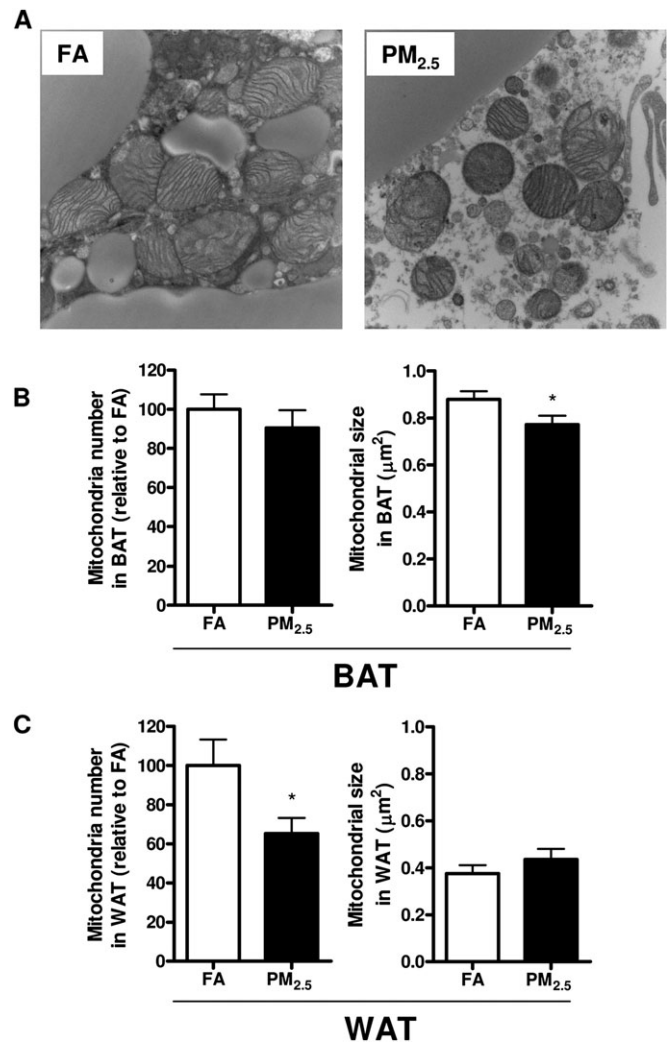 A
FA
PM2.5
B
Mitochondria number
in BAT (relative to FA)
120
100
80
60
40
20
0
FA PM2.5
Mitochondrial size
in BAT (μm²)
1.0
0.8
0.6
0.4
0.2
0.0
*
FA PM2.5
BAT
C
Mitochondria number
in WAT (relative to FA)
120
100
80
60
40
20
0
*
FA PM2.5
Mitochondrial size
in WAT (μm²)
1.0
0.8
0.6
0.4
0.2
0.0
FA PM2.5
WAT